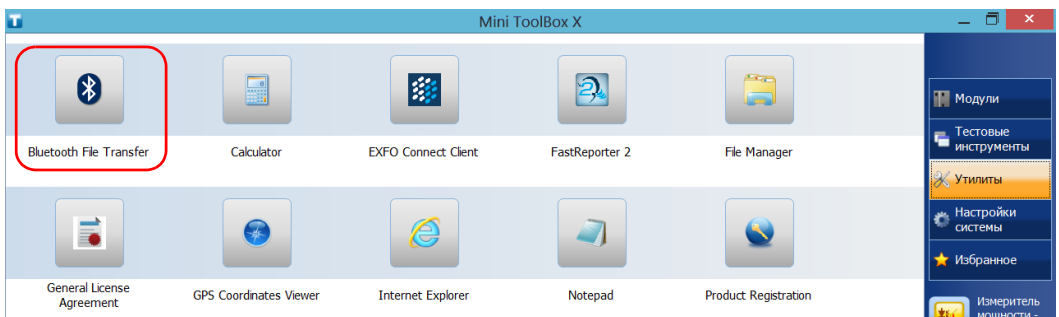 Mini ToolBox X
Bluetooth File Transfer
Calculator
EXFO Connect Client
FastReporter 2
File Manager
General License
Agreement
GPS Coordinates Viewer
Internet Explorer
Notepad
Product Registration
Модули
Тестовые
инструменты
Утилиты
Настройки
системы
Избранное
Измеритель
мощности -